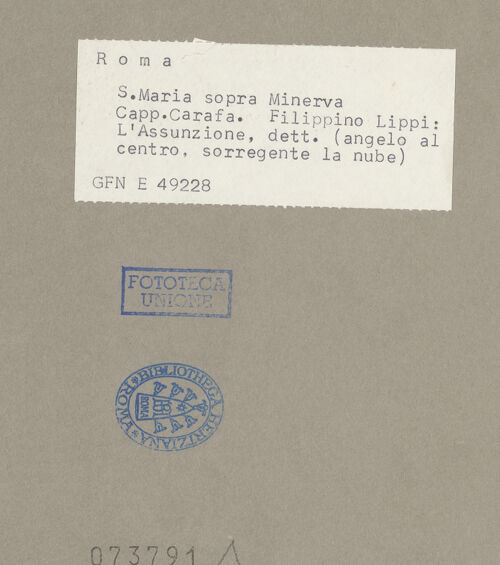 Roma
S.Maria sopra Minerva
Capp.Carafa. Filippino Lippi:
L'Assunzione, dett. (angelo al
centro, sorregente la nube)
GFN E 49228
FOTOTECA
UNIONE
BIBLIOTHECA HERTZIANA ROMA
ROMA
073791